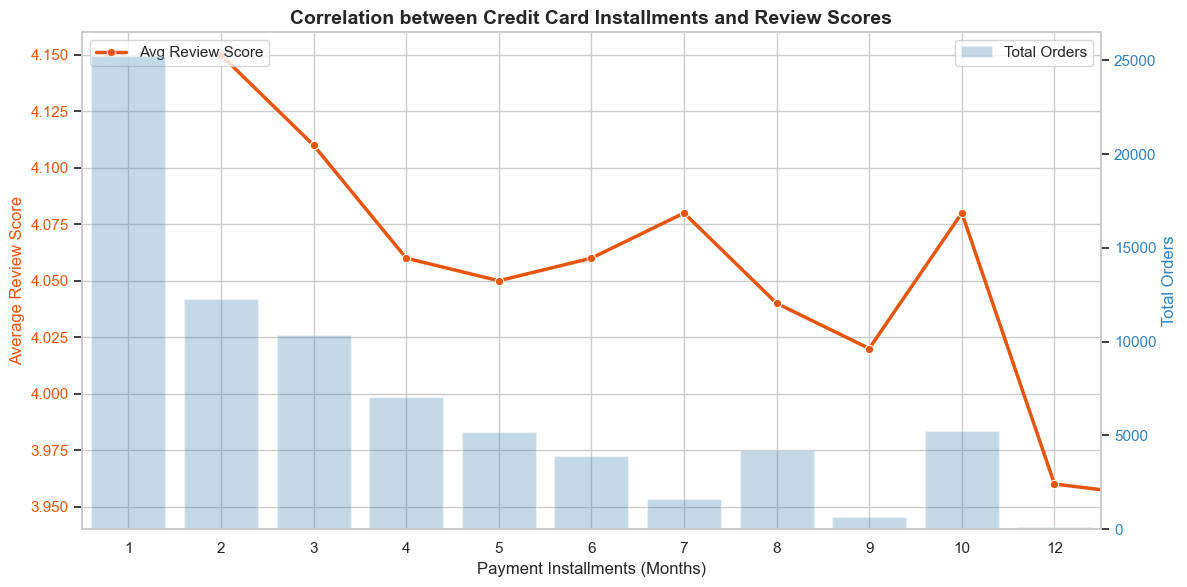 Correlation between Credit Card Installments and Review Scores
Avg Review Score
Total Orders
4.150
4.125
4.100
4.075
4.050
4.025
4.000
3.975
3.950
Average Review Score
25000
20000
15000
10000
5000
0
Total Orders
1 2 3 4 5 6 7 8 9 10 12
Payment Installments (Months)